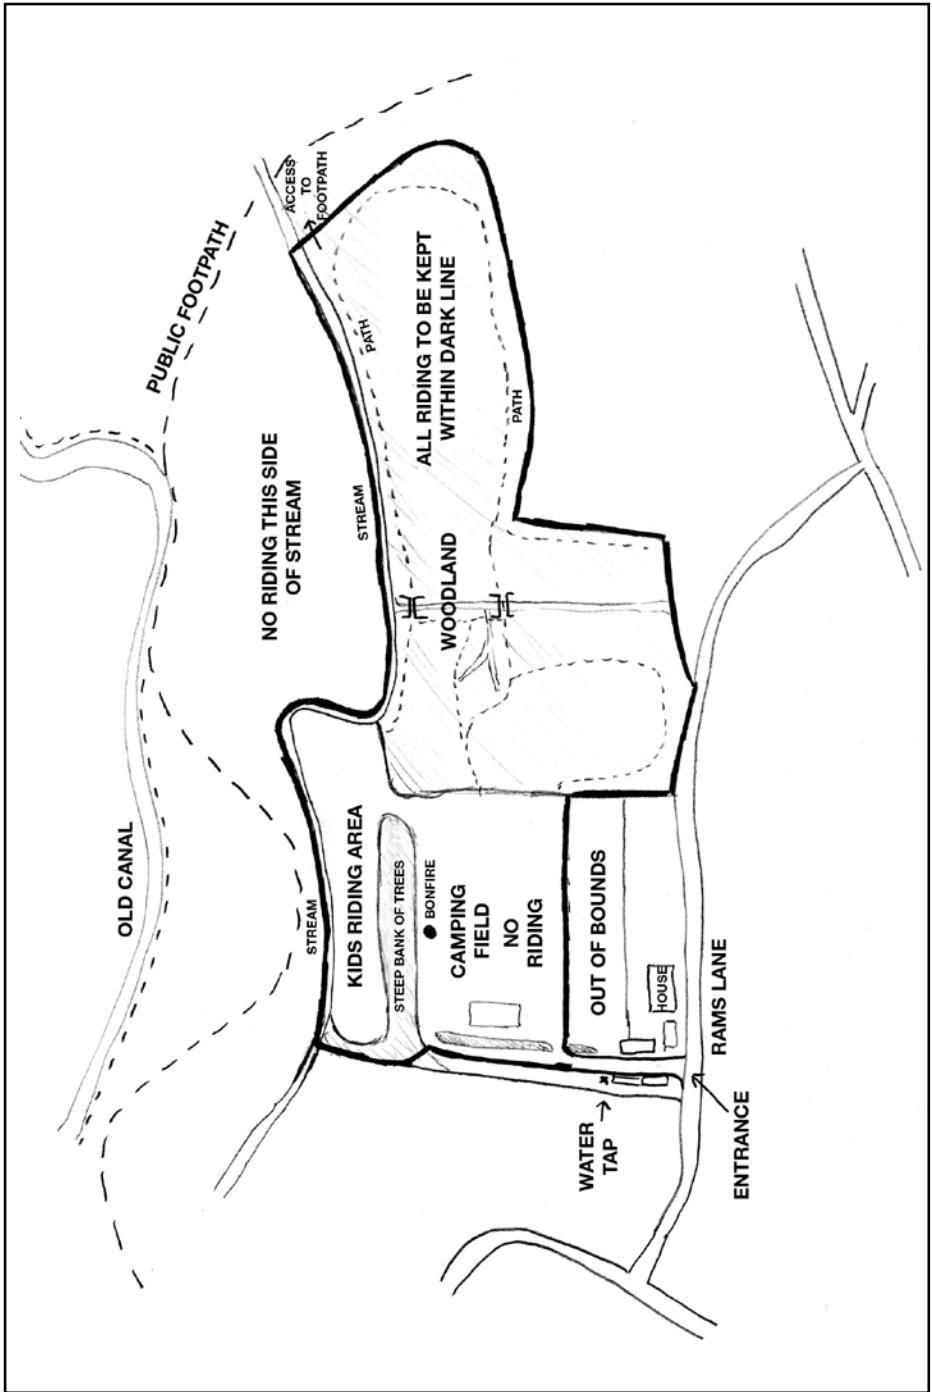 PUBLIC FOOTPATH
ACCESS
TO
FOOTPATH
OLD CANAL
NO RIDING THIS SIDE
OF STREAM
STREAM
PATH
ALL RIDING TO BE KEPT
WITHIN DARK LINE
PATH
WOODLAND
STREAM
KIDS RIDING AREA
STEEP BANK OF TREES
BONFIRE
CAMPING
FIELD
NO
RIDING
OUT OF BOUNDS
HOUSE
RAMS LANE
WATER
TAP
ENTRANCE